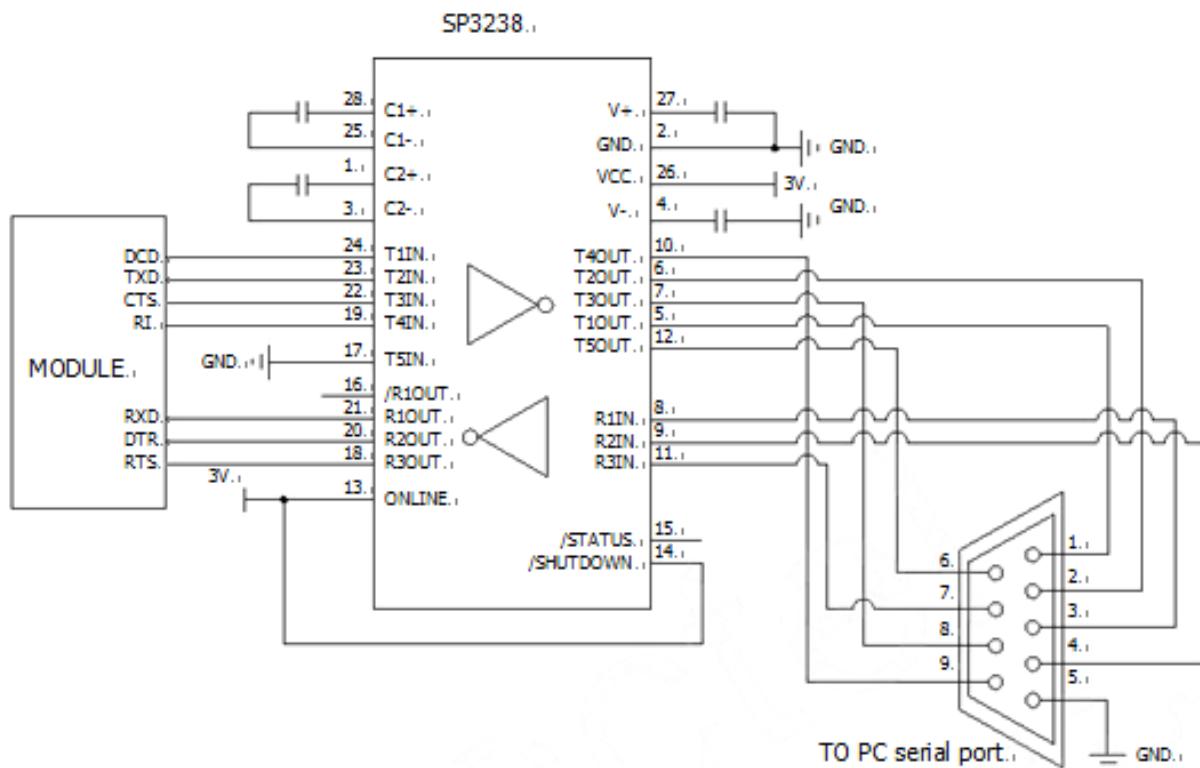 SP3238.
28.
C1+.
25.
C1-.
1.
C2+.
3.
C2-.
24.
T1IN.
23.
T2IN.
22.
T3IN.
19.
T4IN.
17.
T5IN.
16.
/R1OUT.
21.
R1OUT.
20.
R2OUT.
18.
R3OUT.
13.
ONLINE.
MODULE.
DCD.
TXD.
CTS.
RI.
RXD.
DTR.
RTS.
GND.
3V.
V+.
27.
GND.
2.
GND.
VCC.
26.
3V.
V-.
4.
GND.
T4OUT.
10.
T2OUT.
6.
T3OUT.
7.
T1OUT.
5.
T5OUT.
12.
R1IN.
8.
R2IN.
9.
R3IN.
11.
/STATUS.
15.
/SHUTDOWN.
14.
6.
7.
8.
9.
1.
2.
3.
4.
5.
TO PC serial port.
GND.